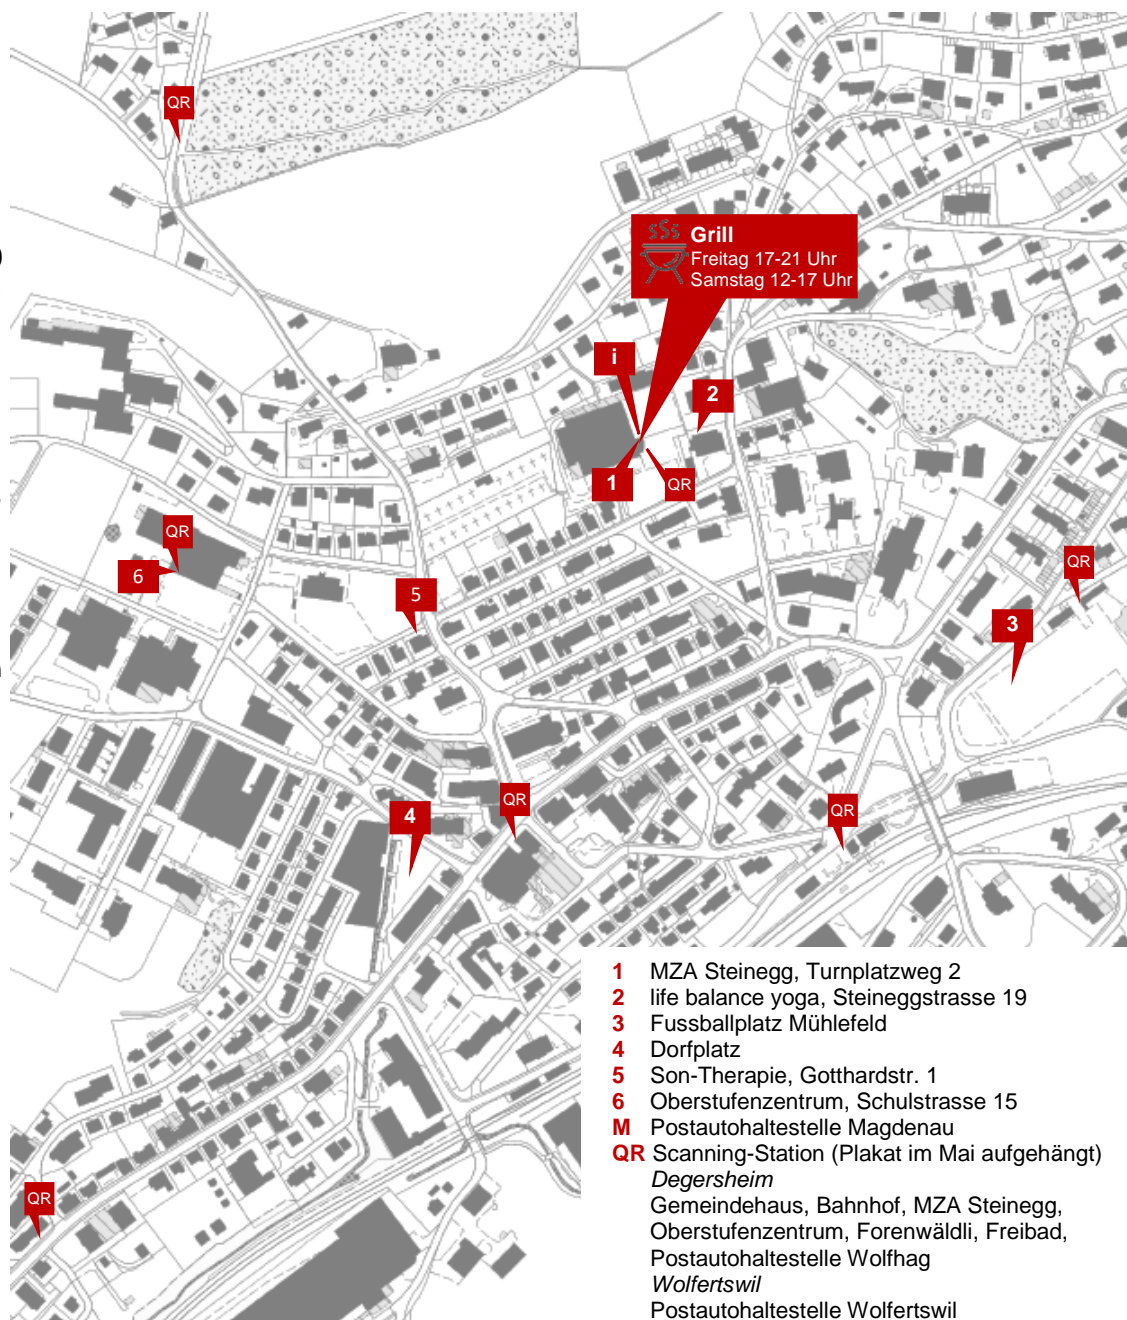 QR
Grill
Freitag 17-21 Uhr
Samstag 12-17 Uhr
i
2
1
QR
QR
6
5
QR
3
QR
4
QR
QR
1 MZA Steinegg, Turnplatzweg 2
2 life balance yoga, Steineggstrasse 19
3 Fussballplatz Mühlefeld
4 Dorfplatz
5 Son-Therapie, Gotthardstr. 1
6 Oberstufenzentrum, Schulstrasse 15
M Postautohaltestelle Magdenau
QR Scanning-Station (Plakat im Mai aufgehängt)
Degersheim
Gemeindehaus, Bahnhof, MZA Steinegg,
Oberstufenzentrum, Forenwäldli, Freibad,
Postautohaltestelle Wolfhag
Wolfertswil
Postautohaltestelle Wolfertswil